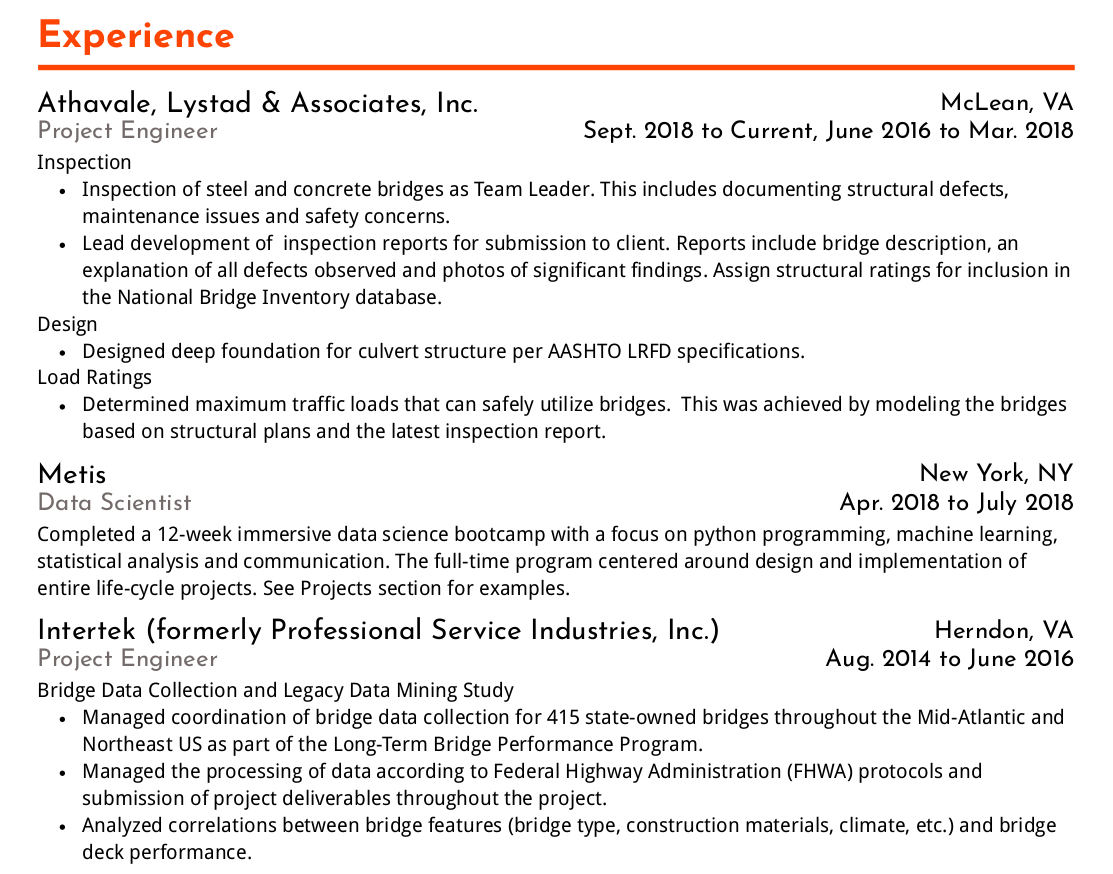 Experience
Athavale, Lystad & Associates, Inc. McLean, VA
Project Engineer Sept. 2018 to Current, June 2016 to Mar. 2018
Inspection
• Inspection of steel and concrete bridges as Team Leader. This includes documenting structural defects,
maintenance issues and safety concerns.
• Lead development of  inspection reports for submission to client. Reports include bridge description, an
explanation of all defects observed and photos of significant findings. Assign structural ratings for inclusion in
the National Bridge Inventory database.
Design
• Designed deep foundation for culvert structure per AASHTO LRFD specifications.
Load Ratings
• Determined maximum traffic loads that can safely utilize bridges.  This was achieved by modeling the bridges
based on structural plans and the latest inspection report.
Metis New York, NY
Data Scientist Apr. 2018 to July 2018
Completed a 12-week immersive data science bootcamp with a focus on python programming, machine learning,
statistical analysis and communication. The full-time program centered around design and implementation of
entire life-cycle projects. See Projects section for examples.
Intertek (formerly Professional Service Industries, Inc.) Herndon, VA
Project Engineer Aug. 2014 to June 2016
Bridge Data Collection and Legacy Data Mining Study
• Managed coordination of bridge data collection for 415 state-owned bridges throughout the Mid-Atlantic and
Northeast US as part of the Long-Term Bridge Performance Program.
• Managed the processing of data according to Federal Highway Administration (FHWA) protocols and
submission of project deliverables throughout the project.
• Analyzed correlations between bridge features (bridge type, construction materials, climate, etc.) and bridge
deck performance.